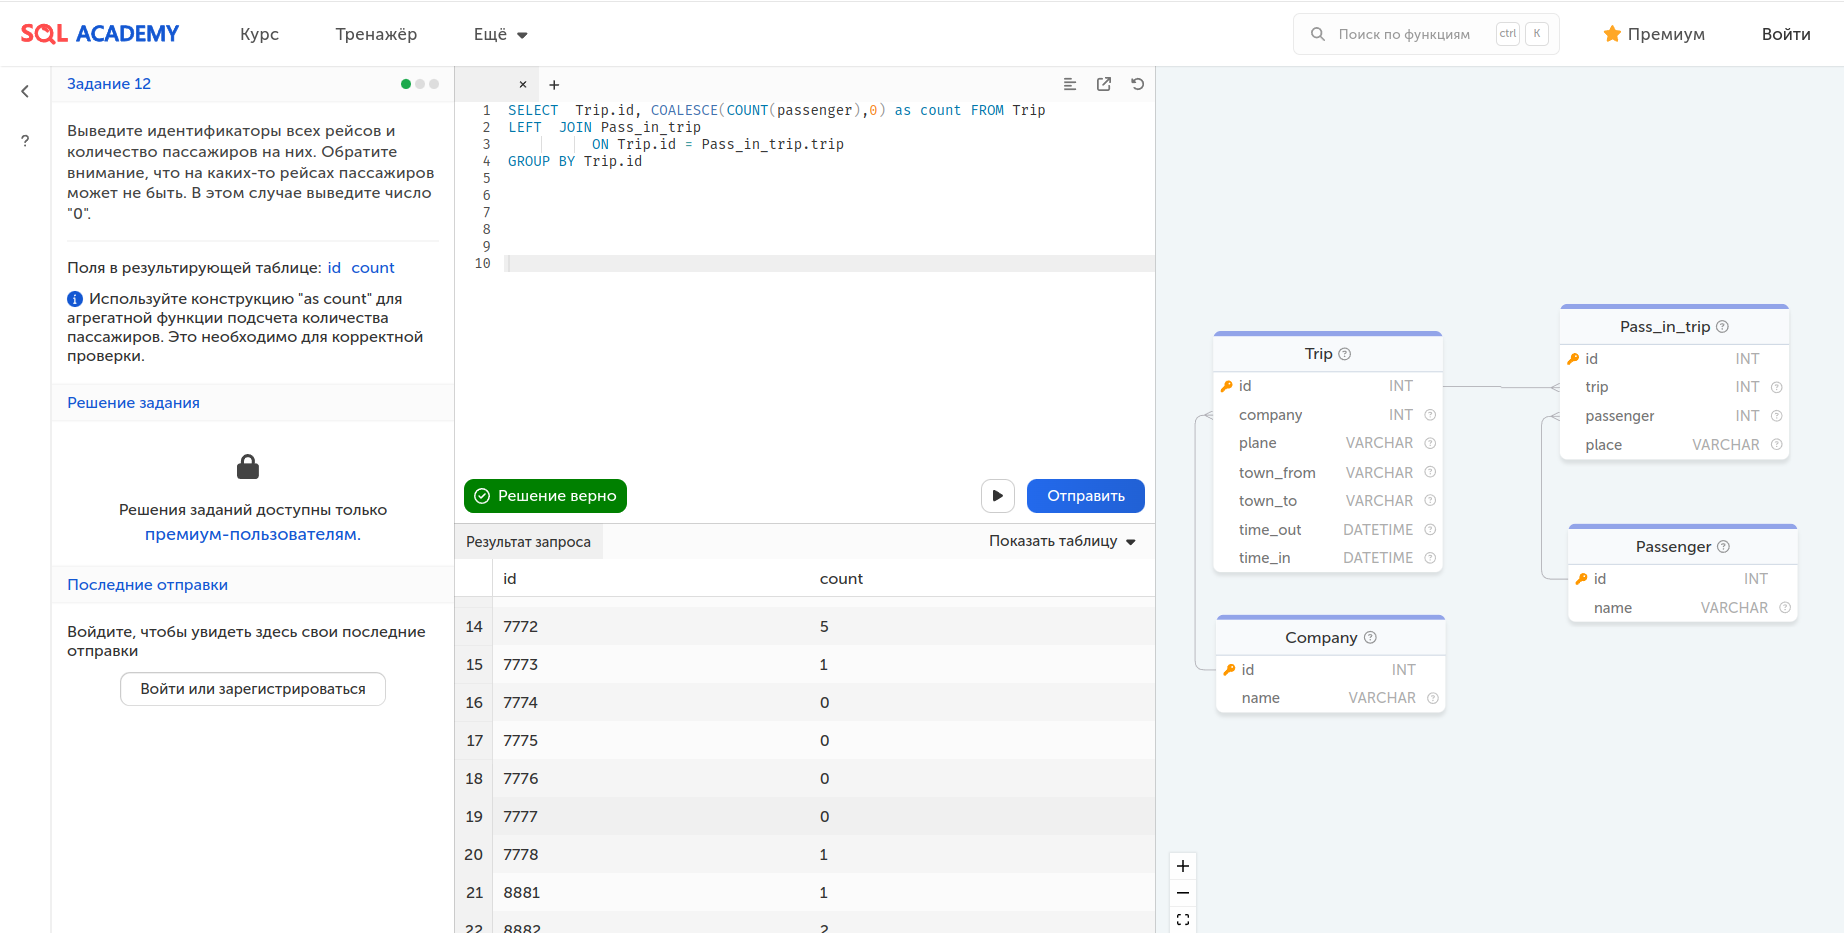 SQL ACADEMY
Курс
Тренажёр
Ещё
Поиск по функциям
ctrl
K
Премиум
Войти
?
Задание 12
Выведите идентификаторы всех рейсов и
количество пассажиров на них. Обратите
внимание, что на каких-то рейсах пассажиров
может не быть. В этом случае выведите число
"0".
Поля в результирующей таблице: id count
Используйте конструкцию "as count" для
агрегатной функции подсчета количества
пассажиров. Это необходимо для корректной
проверки.
Решение задания
Решения заданий доступны только
премиум-пользователям.
Последние отправки
Войдите, чтобы увидеть здесь свои последние
отправки
Войти или зарегистрироваться
× +
1 SELECT  Trip.id, COALESCE(COUNT(passenger),0) as count FROM Trip
2 LEFT  JOIN Pass_in_trip
3           ON Trip.id = Pass_in_trip.trip
4 GROUP BY Trip.id
5
6
7
8
9
10
Решение верно
Отправить
Результат запроса
Показать таблицу
id count
14 7772 5
15 7773 1
16 7774 0
17 7775 0
18 7776 0
19 7777 0
20 7778 1
21 8881 1
22 8882 2
Trip
id INT
company INT
plane VARCHAR
town_from VARCHAR
town_to VARCHAR
time_out DATETIME
time_in DATETIME
Company
id INT
name VARCHAR
Pass_in_trip
id INT
trip INT
passenger INT
place VARCHAR
Passenger
id INT
name VARCHAR